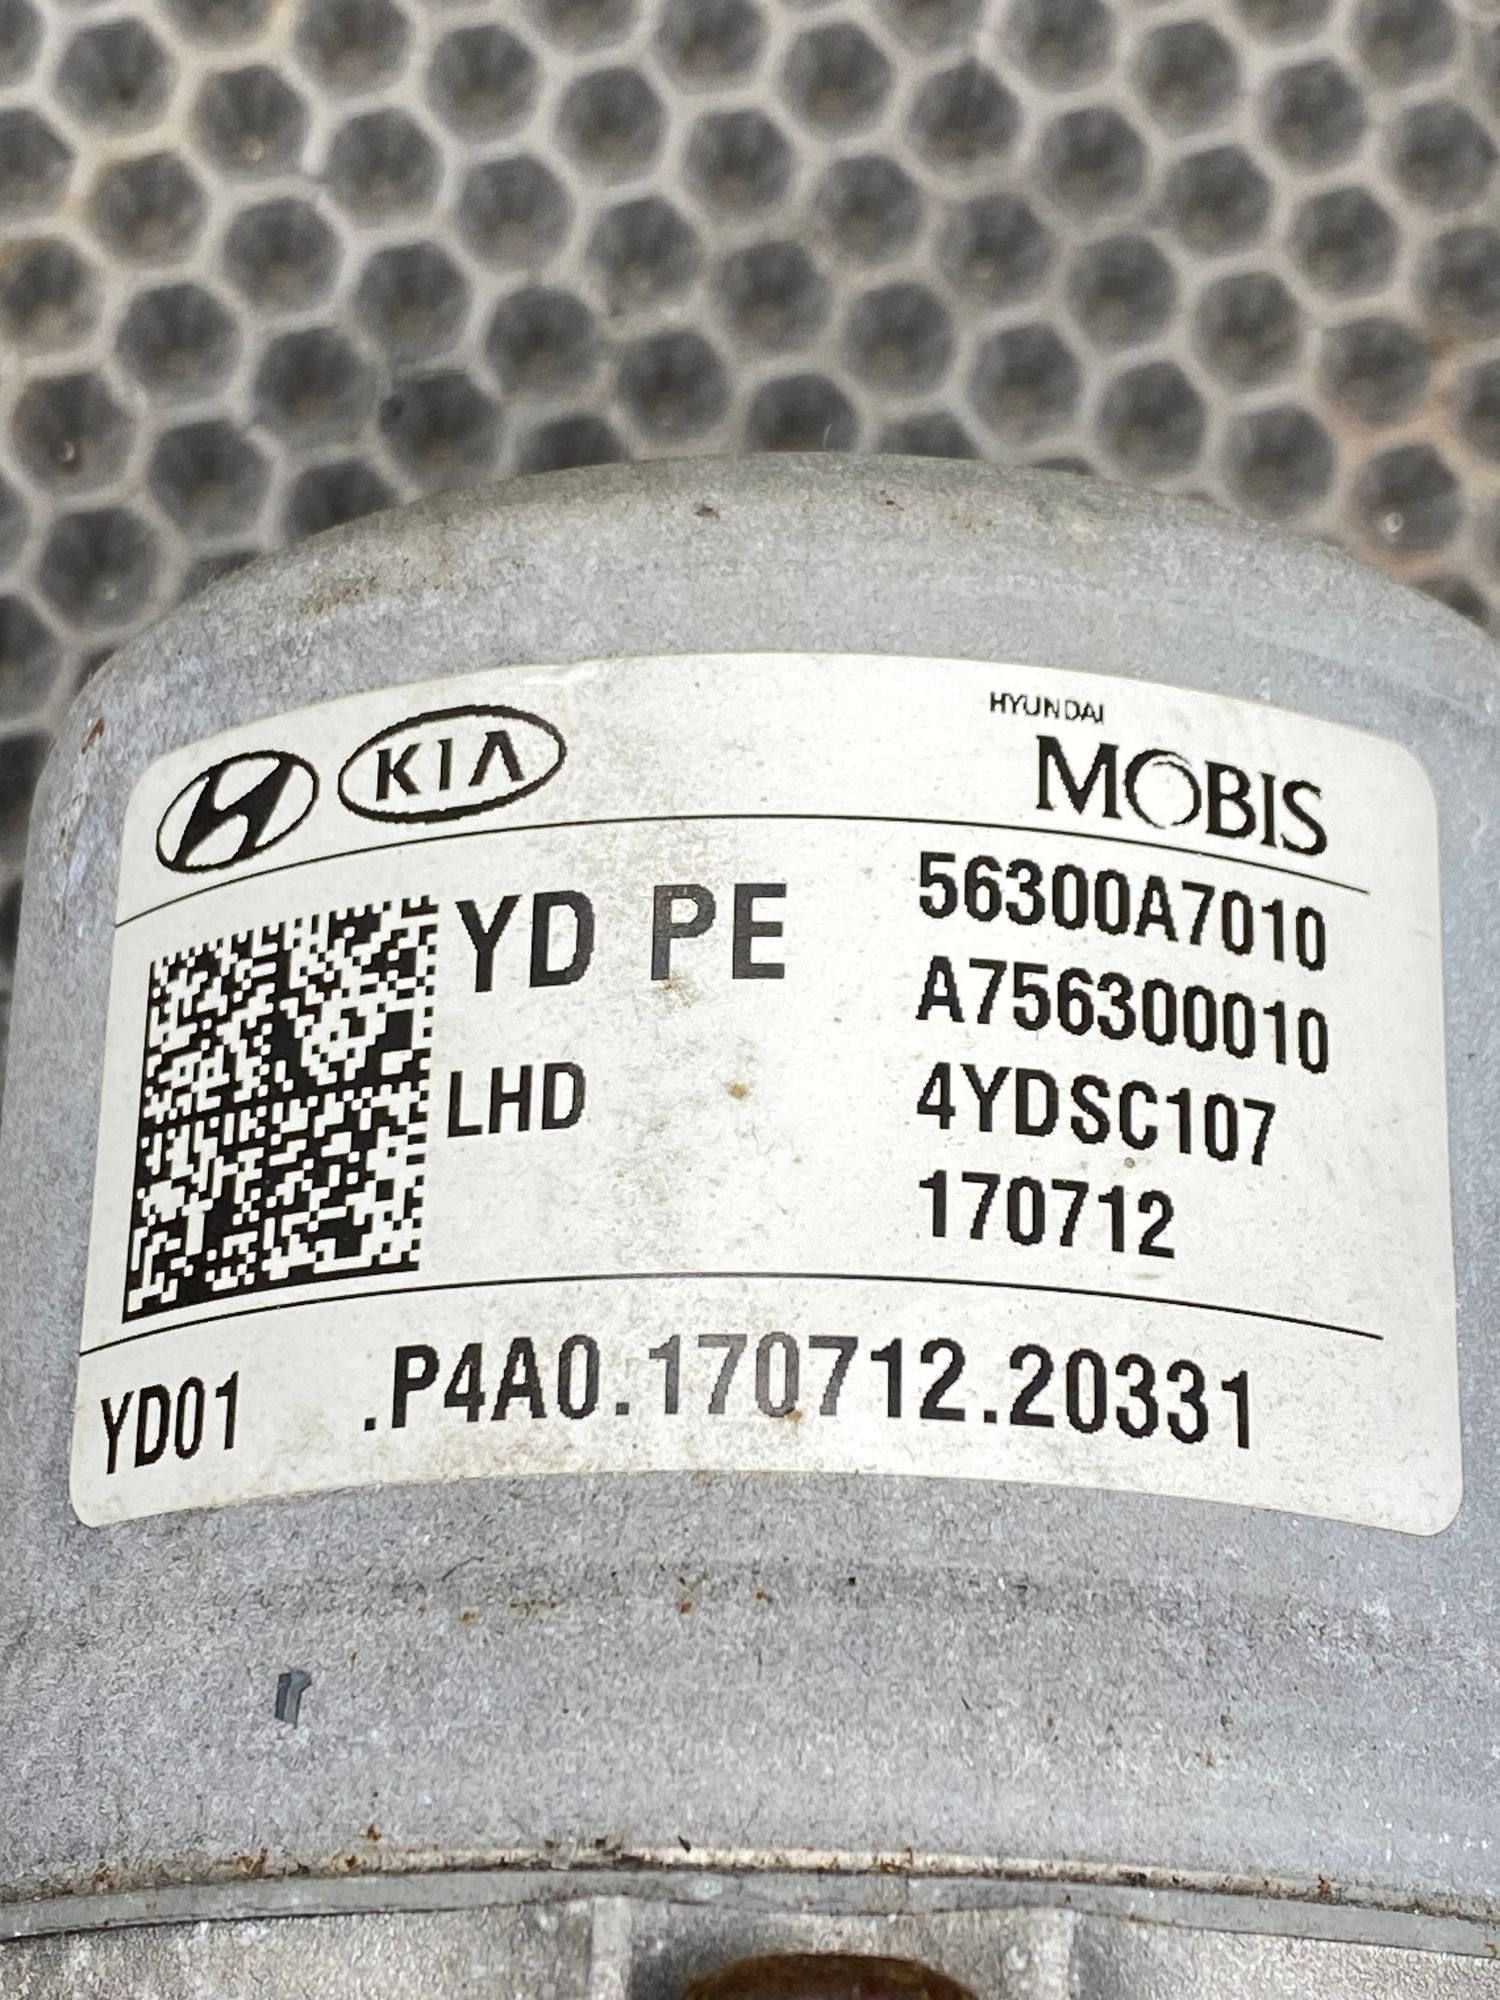 KIA
HYUNDAI
MOBIS
YD PE
56300A7010
A756300010
LHD
4YDSC107
170712
YD01 .P4A0.170712.20331